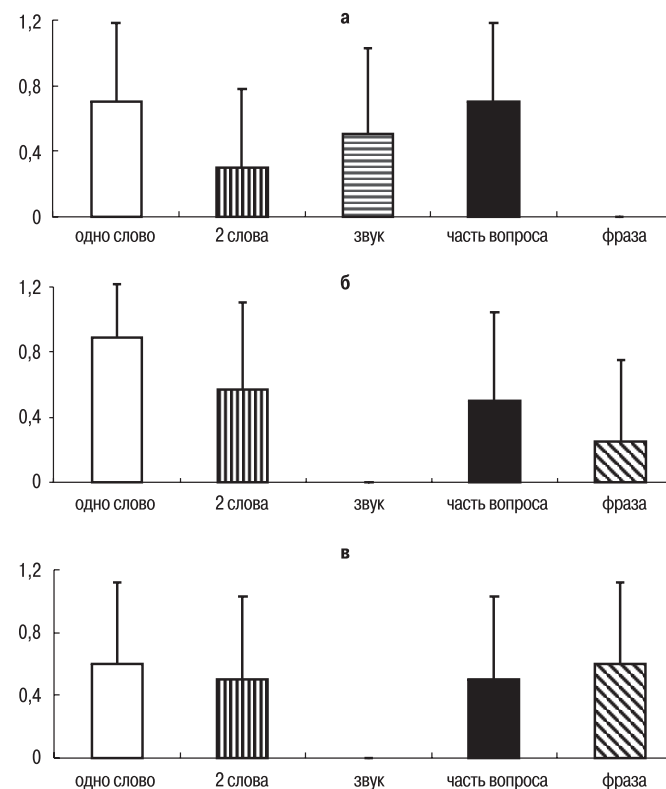 а
1,2
0,8
0,4
0
одно слово 2 слова звук часть вопроса фраза
б
1,2
0,8
0,4
0
одно слово 2 слова звук часть вопроса фраза
в
1,2
0,8
0,4
0
одно слово 2 слова звук часть вопроса фраза